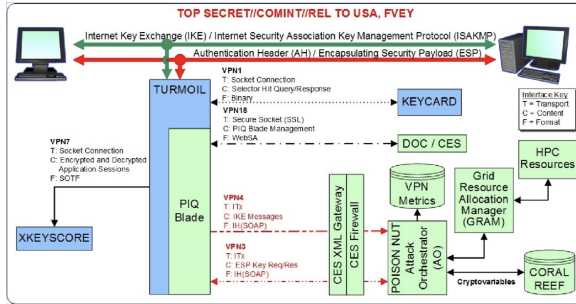 TOP SECRET//COMINT//REL TO USA, FVEY
Internet Key Exchange (IKE) / Internet Security Association Key Management Protocol (ISAKMP)
Authentication Header (AH) / Encapsulating Security Payload (ESP)
TURMOIL
VPN1
T: Socket Connection
C: Selector Hit Query/Response
F: Binary
KEYCARD
Interface Key
T = Transport
C = Content
F = Format
VPN18
T: Secure Socket (SSL)
C: PIQ Blade Management
F: WebSA
DOC / CES
VPN7
T: Socket Connection
C: Encrypted and Decrypted
Application Sessions
F: SOTF
XKEYSCORE
PIQ
Blade
VPN4
T: ITx
C: IKE Messages
F: IH(SOAP)
VPN3
T: ITx
C: ESP Key Req/Res
F: IH(SOAP)
CES XML Gateway
CES Firewall
VPN
Metrics
POISON NUT
Attack
Orchestrator
(AO)
Grid
Resource
Allocation
Manager
(GRAM)
HPC
Resources
Cryptovariables
CORAL
REEF